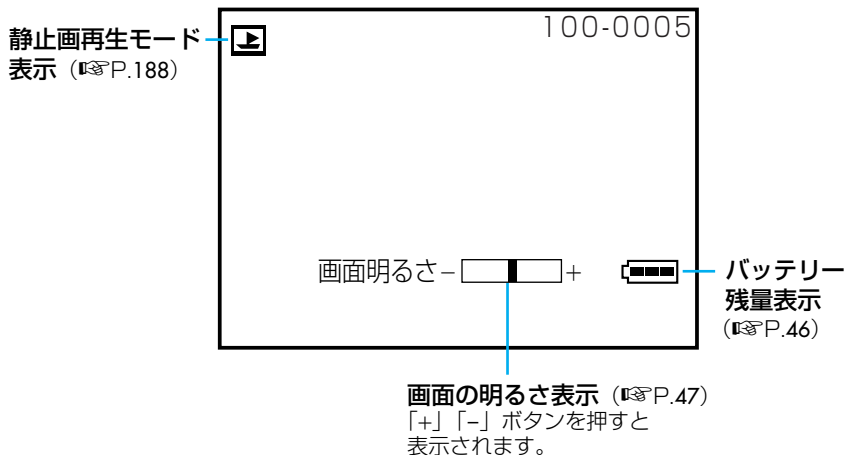 静止画再生モード
表示（☞P.188）
100-0005
画面明るさ−　+
バッテリー
残量表示
（☞P.46）
画面の明るさ表示（☞P.47）
「+」「−」ボタンを押すと
表示されます。